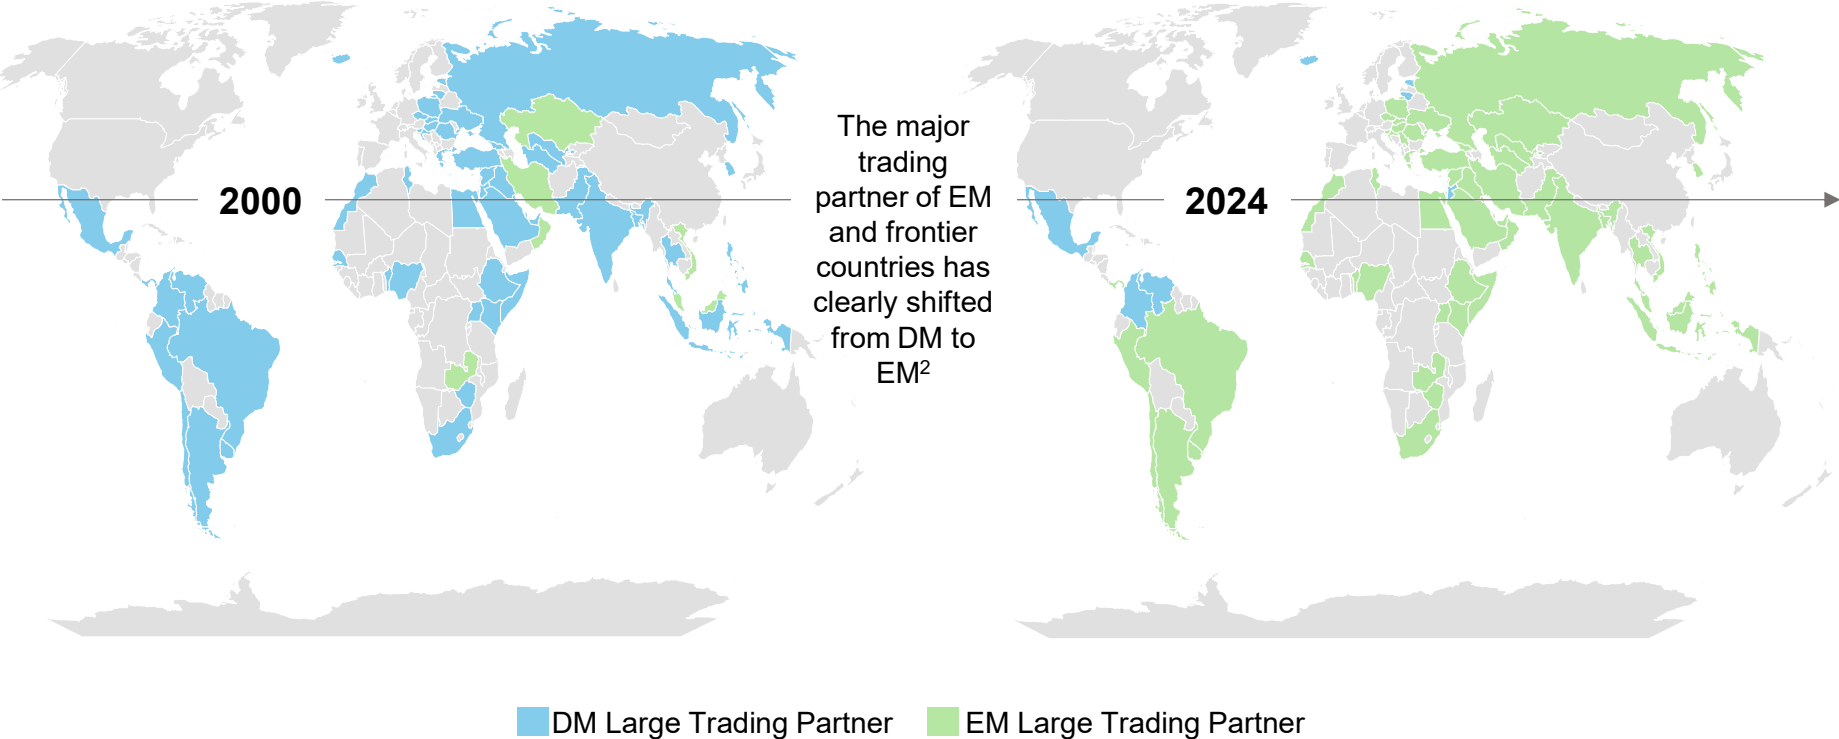 2000
The major
trading
partner of EM
and frontier
countries has
clearly shifted
from DM to
EM²
2024
DM Large Trading Partner
EM Large Trading Partner